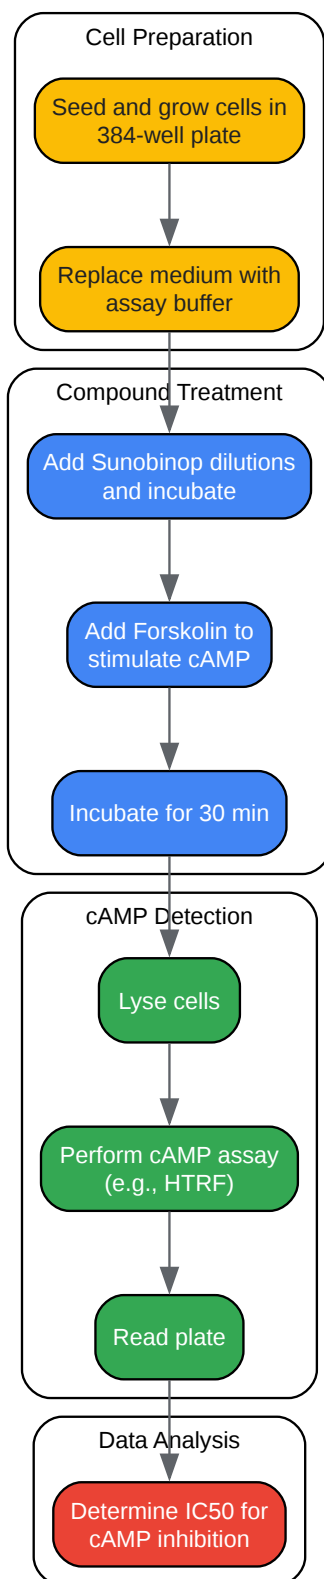 Cell Preparation
Seed and grow cells in
384-well plate
Replace medium with
assay buffer
Compound Treatment
Add Sunobinop dilutions
and incubate
Add Forskolin to
stimulate cAMP
Incubate for 30 min
cAMP Detection
Lyse cells
Perform cAMP assay
(e.g., HTRF)
Read plate
Data Analysis
Determine IC50 for
cAMP inhibition